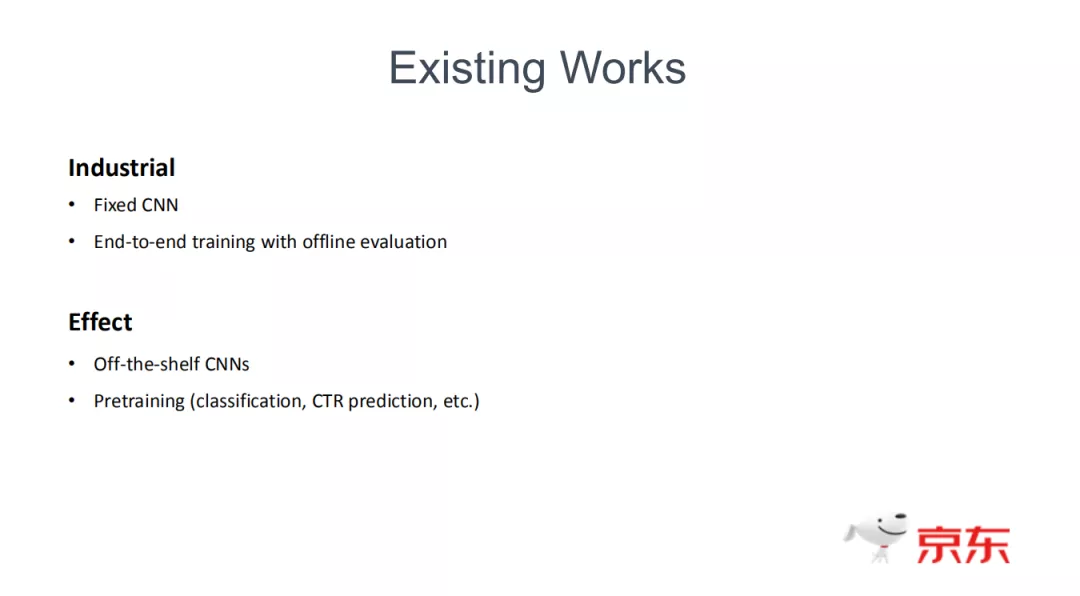 Existing Works
Industrial
• Fixed CNN
• End-to-end training with offline evaluation
Effect
• Off-the-shelf CNNs
• Pretraining (classification, CTR prediction, etc.)
京东